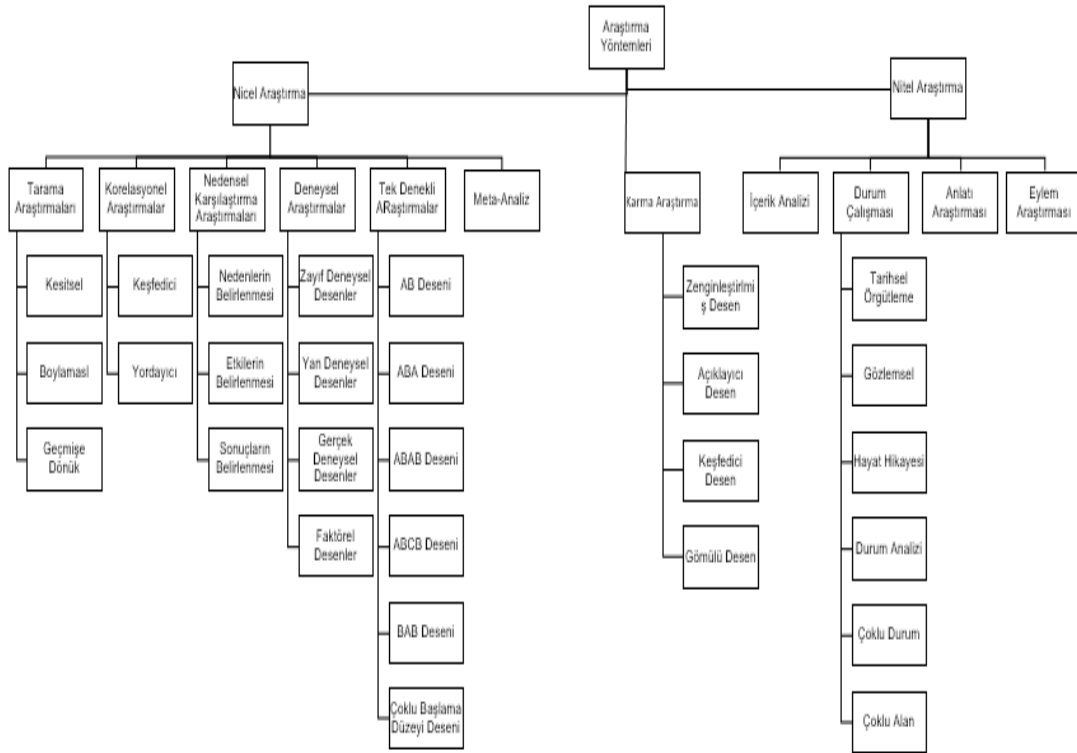 Araştırma
Yöntemleri
Nicel Araştırma
Nitel Araştırma
Tarama
Araştırmaları
Korelasyonel
Araştırmalar
Nedensel
Karşılaştırma
Araştırmaları
Deneysel
Araştırmalar
Tek Denekli
ARaştırmalar
Meta-Analiz
Karma Araştırma
İçerik Analizi
Durum
Çalışması
Anlatı
Araştırması
Eylem
Araştırması
Kesitsel
Boylamasl
Geçmişe
Dönük
Keşfedici
Yordayıcı
Nedenlerin
Belirlenmesi
Etkilerin
Belirlenmesi
Sonuçların
Belirlenmesi
Zayıf Deneysel
Desenler
Yan Deneysel
Desenler
Gerçek
Deneysel
Desenler
Faktörel
Desenler
AB Deseni
ABA Deseni
ABAB Deseni
ABCB Deseni
BAB Deseni
Çoklu Başlama
Düzeyi Deseni
Zenginleştirilmi
ş Desen
Açıklayıcı
Desen
Keşfedici
Desen
Gömülü Desen
Tarihsel
Örgütleme
Gözlemsel
Hayat Hikayesi
Durum Analizi
Çoklu Durum
Çoklu Alan